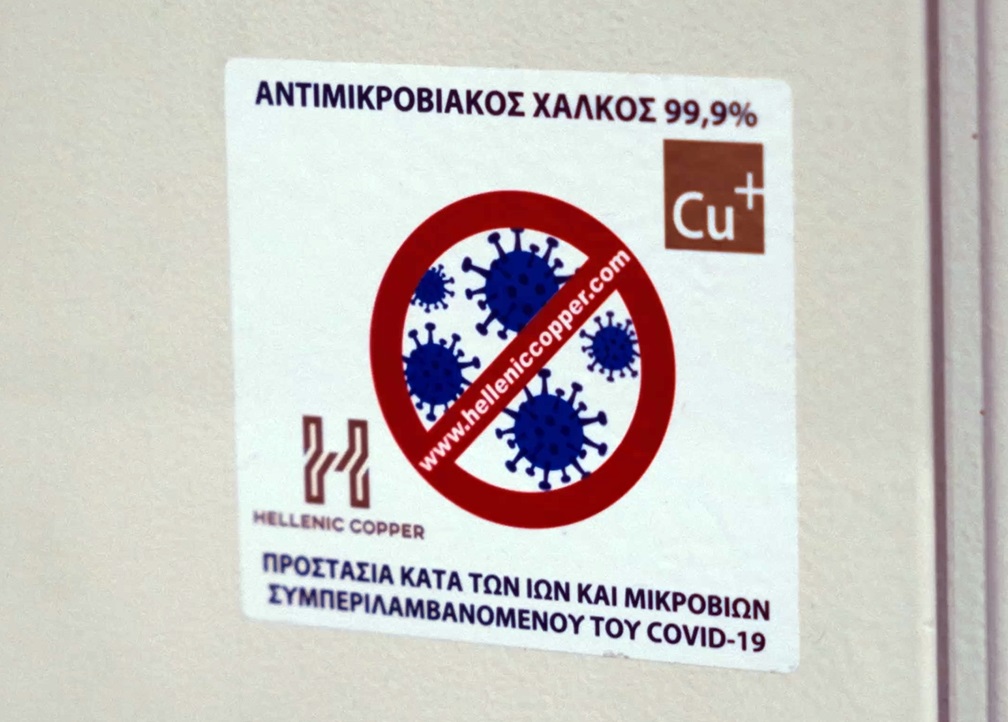 ΑΝΤΙΜΙΚΡΟΒΙΑΚΟΣ ΧΑΛΚΟΣ 99,9%
Cu+
www.helleniccopper.com
HELLENIC COPPER
ΠΡΟΣΤΑΣΙΑ ΚΑΤΑ ΤΩΝ ΙΩΝ ΚΑΙ ΜΙΚΡΟΒΙΩΝ
ΣΥΜΠΕΡΙΛΑΜΒΑΝΟΜΕΝΟΥ ΤΟΥ COVID-19